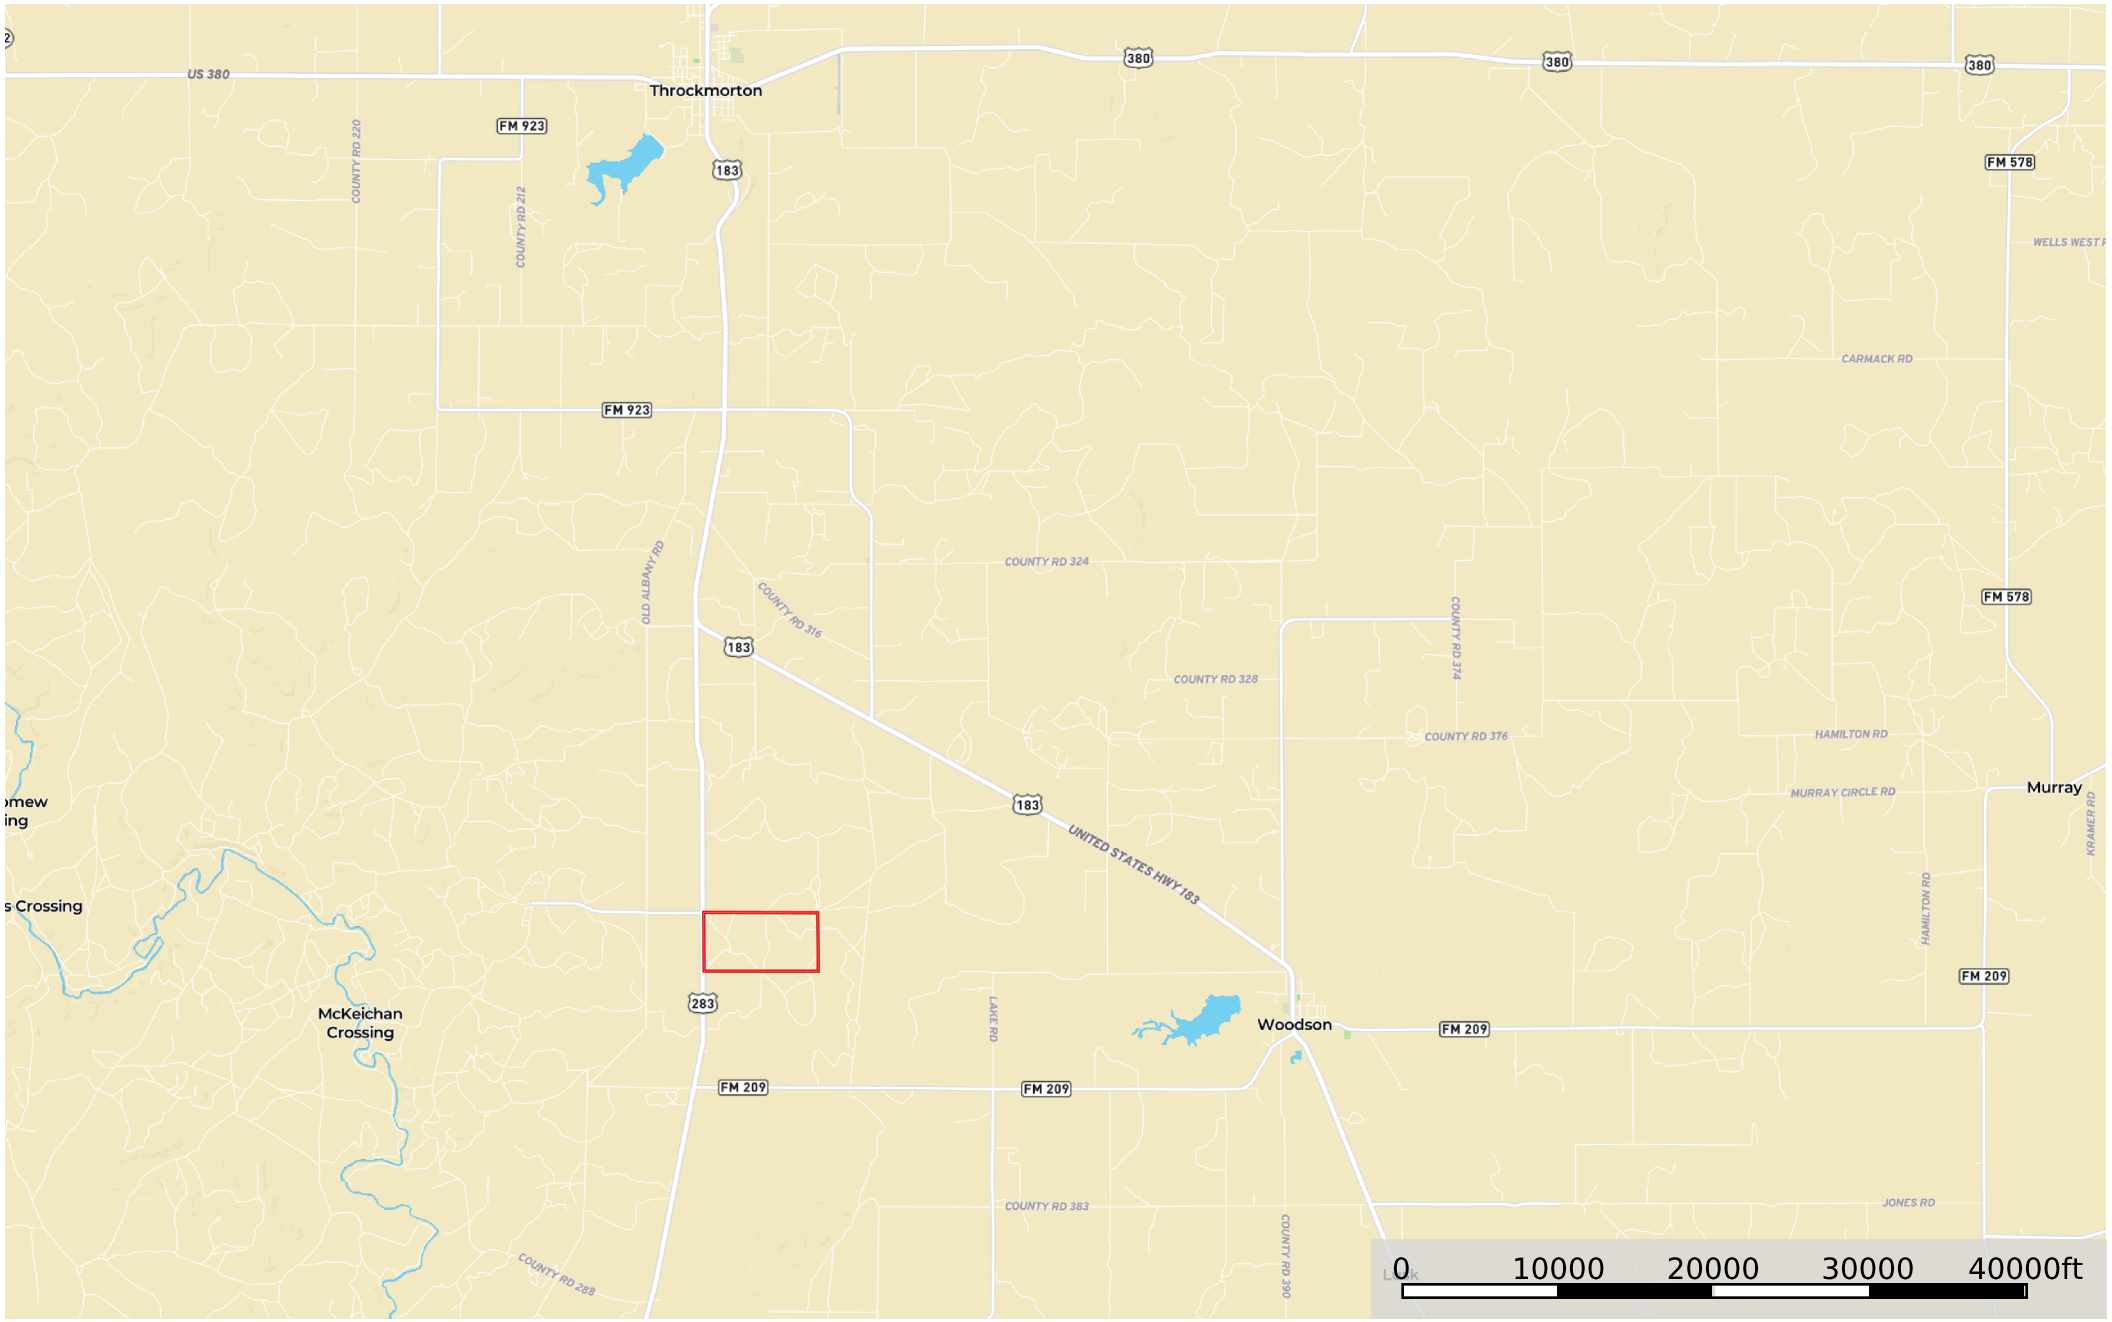 2
US 380
380
380
380
Throckmorton
FM 923
COUNTY RD 220
COUNTY RD 212
183
FM 578
WELLS WEST R
CARMACK RD
FM 923
OLD ALBANY RD
COUNTY RD 324
COUNTY RD 316
COUNTY RD 374
FM 578
183
COUNTY RD 328
COUNTY RD 376
HAMILTON RD
omew
ing
183
UNITED STATES HWY 183
MURRAY CIRCLE RD
Murray
KRAMER RD
s Crossing
HAMILTON RD
FM 209
283
McKeichan
Crossing
LAKE RD
Woodson
FM 209
FM 209
FM 209
COUNTY RD 383
JONES RD
COUNTY RD 288
COUNTY RD 390
0 10000 20000 30000 40000ft